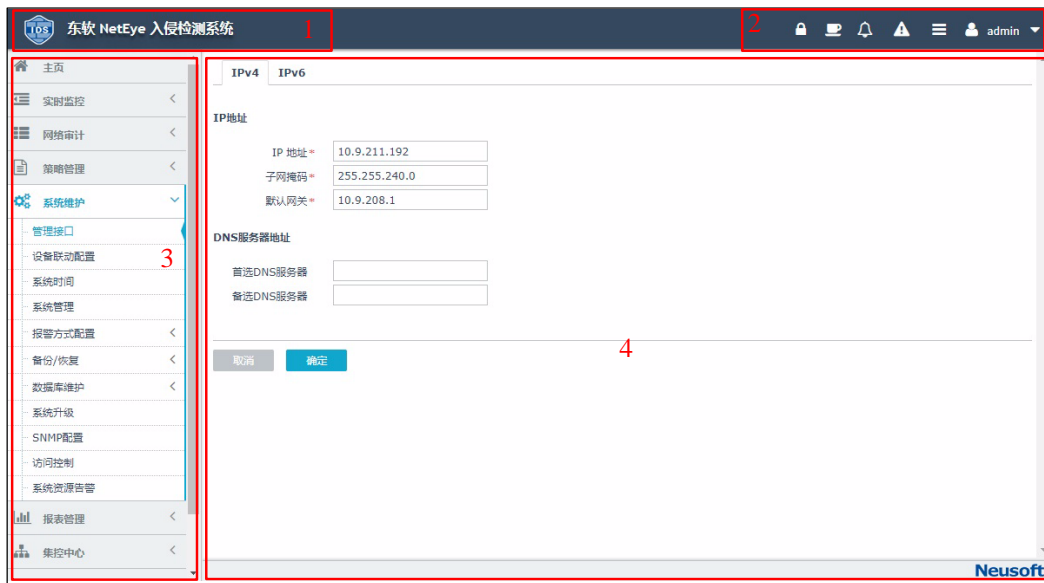 IDS 东软 NetEye 入侵检测系统
1
2
admin
主页
实时监控
网络审计
策略管理
系统维护
管理接口
设备联动配置
3
系统时间
系统管理
报警方式配置
备份/恢复
数据库维护
系统升级
SNMP配置
访问控制
系统资源告警
报表管理
集控中心
IPv4 IPv6
IP地址
IP 地址* 10.9.211.192
子网掩码* 255.255.240.0
默认网关* 10.9.208.1
DNS服务器地址
首选DNS服务器
备选DNS服务器
4
取消 确定
Neusoft